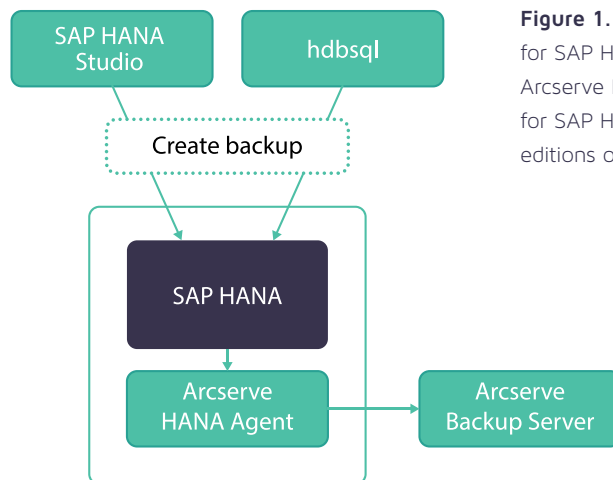 SAP HANA
Studio
hdbsql
Create backup
SAP HANA
Arcserve
HANA Agent
Arcserve
Backup Server
Figure 1.
for SAP H
Arcserve
for SAP H
editions o